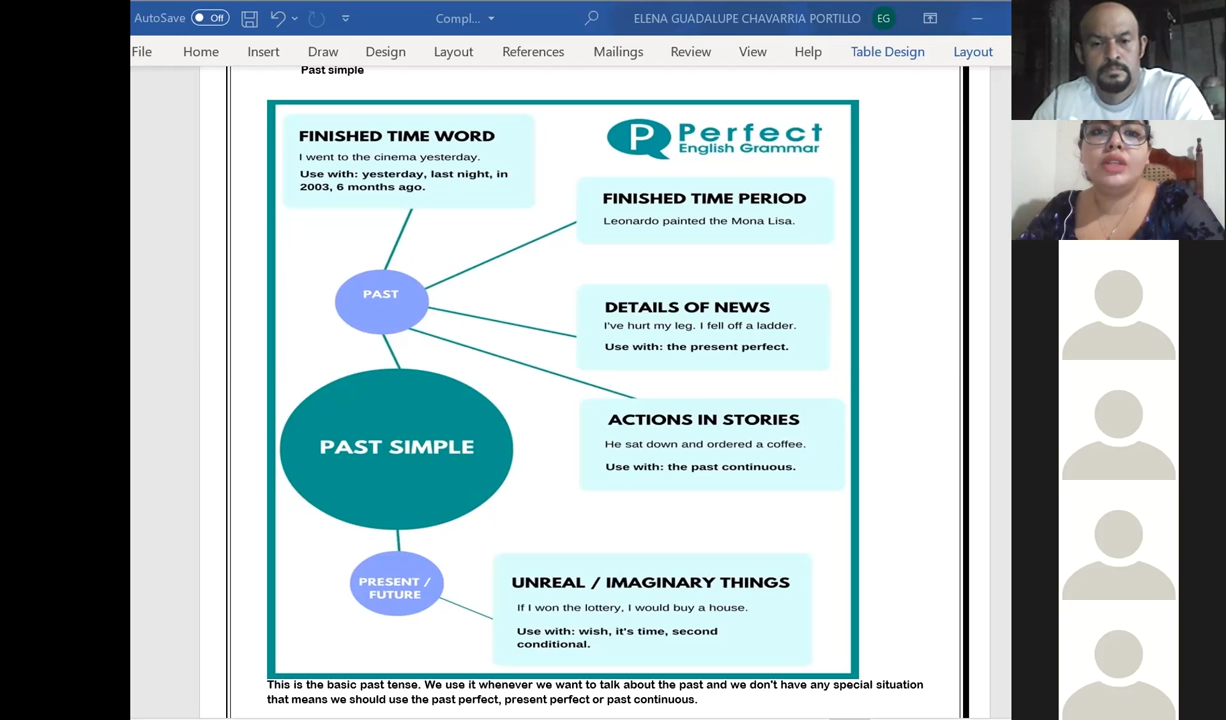 AutoSave Off Compl... ELENA GUADALUPE CHAVARRIA PORTILLO EG
File Home Insert Draw Design Layout References Mailings Review View Help Table Design Layout
Past simple
FINISHED TIME WORD
I went to the cinema yesterday.
Use with: yesterday, last night, in
2003, 6 months ago.
P Perfect
English Grammar
FINISHED TIME PERIOD
Leonardo painted the Mona Lisa.
PAST
DETAILS OF NEWS
I've hurt my leg. I fell off a ladder.
Use with: the present perfect.
ACTIONS IN STORIES
He sat down and ordered a coffee.
Use with: the past continuous.
PAST SIMPLE
PRESENT /
FUTURE
UNREAL / IMAGINARY THINGS
If I won the lottery, I would buy a house.
Use with: wish, it's time, second
conditional.
This is the basic past tense. We use it whenever we want to talk about the past and we don't have any special situation
that means we should use the past perfect, present perfect or past continuous.